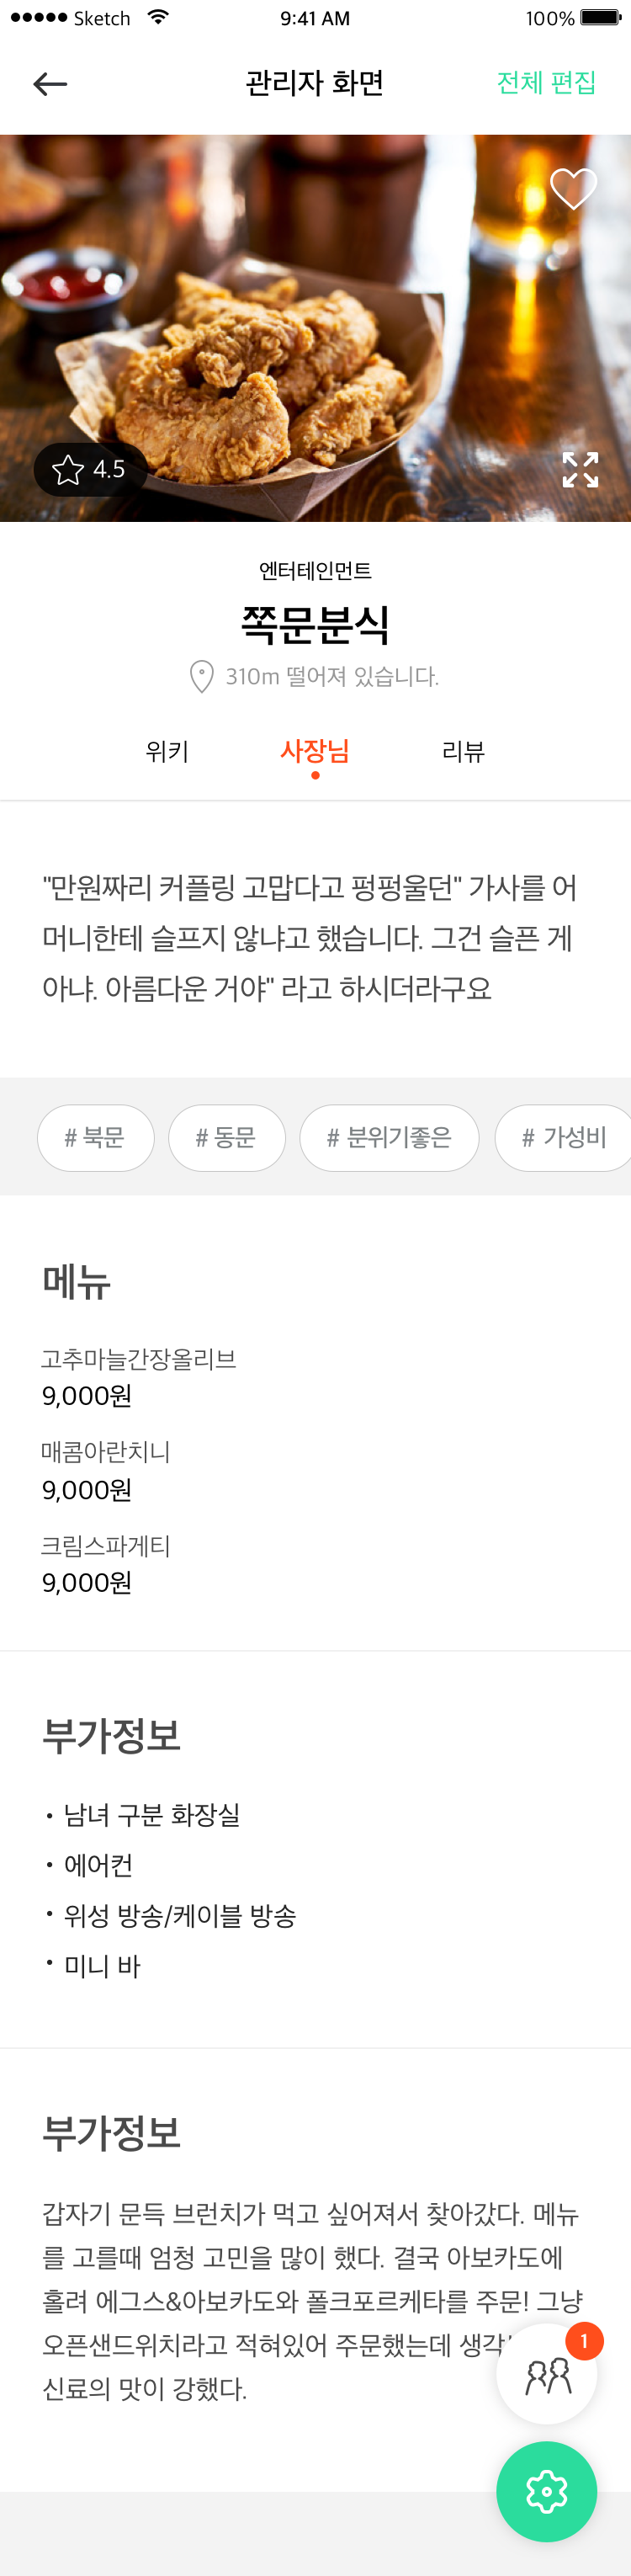 Sketch 9:41 AM 100%
관리자 화면 전체 편집
4.5
엔터테인먼트
쪽문분식
310m 떨어져 있습니다.
위키 사장님 리뷰
"만원짜리 커플링 고맙다고 펑펑울던" 가사를 어
머니한테 슬프지 않냐고 했습니다. 그건 슬픈 게
아냐. 아름다운 거야" 라고 하시더라구요
# 북문 # 동문 # 분위기좋은 # 가성비
메뉴
고추마늘간장올리브
9,000원
매콤아란치니
9,000원
크림스파게티
9,000원
부가정보
• 남녀 구분 화장실
• 에어컨
• 위성 방송/케이블 방송
• 미니 바
부가정보
갑자기 문득 브런치가 먹고 싶어져서 찾아갔다. 메뉴
를 고를때 엄청 고민을 많이 했다. 결국 아보카도에
홀려 에그스&아보카도와 폴크포르케타를 주문! 그냥
오픈샌드위치라고 적혀있어 주문했는데 생각
1
신료의 맛이 강했다.